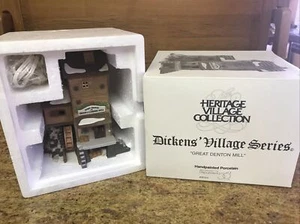 HERITAGE
VILLAGE
COLLECTION
Dickens' Village Series
"GREAT DENTON MILL"
Handpainted Porcelain